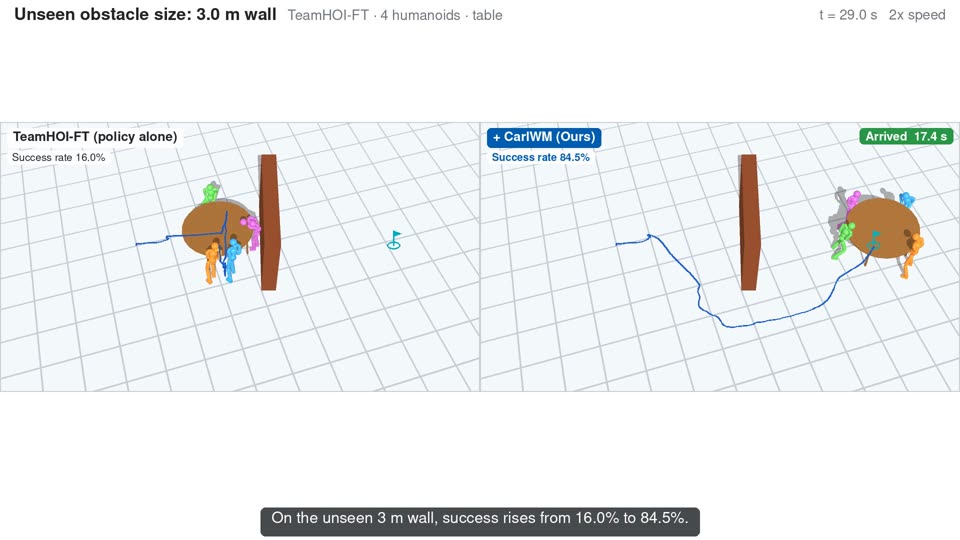 Unseen obstacle size: 3.0 m wall TeamHOI-FT · 4 humanoids · table
t = 29.0 s 2x speed
TeamHOI-FT (policy alone)
Success rate 16.0%
+ CarlWM (Ours)
Success rate 84.5%
Arrived 17.4 s
On the unseen 3 m wall, success rises from 16.0% to 84.5%.